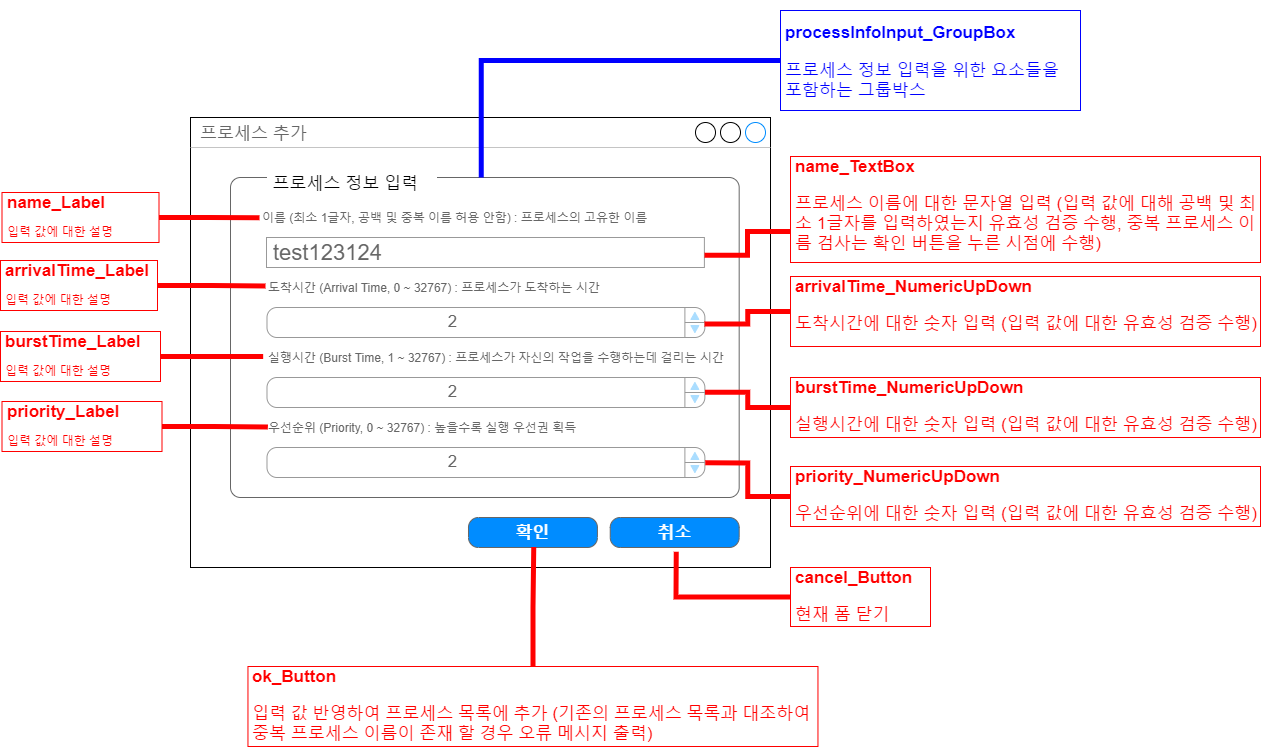 processInfoInput_GroupBox
프로세스 정보 입력을 위한 요소들을
포함하는 그룹박스
프로세스 추가
프로세스 정보 입력
name_Label
입력 값에 대한 설명
이름 (최소 1글자, 공백 및 중복 이름 허용 안함) : 프로세스의 고유한 이름
test123124
name_TextBox
프로세스 이름에 대한 문자열 입력 (입력 값에 대해 공백 및 최
소 1글자를 입력하였는지 유효성 검증 수행, 중복 프로세스 이
름 검사는 확인 버튼을 누른 시점에 수행)
arrivalTime_Label
입력 값에 대한 설명
도착시간 (Arrival Time, 0 ~ 32767) : 프로세스가 도착하는 시간
2
arrivalTime_NumericUpDown
도착시간에 대한 숫자 입력 (입력 값에 대한 유효성 검증 수행)
burstTime_Label
입력 값에 대한 설명
실행시간 (Burst Time, 1 ~ 32767) : 프로세스가 자신의 작업을 수행하는데 걸리는 시간
2
burstTime_NumericUpDown
실행시간에 대한 숫자 입력 (입력 값에 대한 유효성 검증 수행)
priority_Label
입력 값에 대한 설명
우선순위 (Priority, 0 ~ 32767) : 높을수록 실행 우선권 획득
2
priority_NumericUpDown
우선순위에 대한 숫자 입력 (입력 값에 대한 유효성 검증 수행)
확인
취소
cancel_Button
현재 폼 닫기
ok_Button
입력 값 반영하여 프로세스 목록에 추가 (기존의 프로세스 목록과 대조하여
중복 프로세스 이름이 존재 할 경우 오류 메시지 출력)